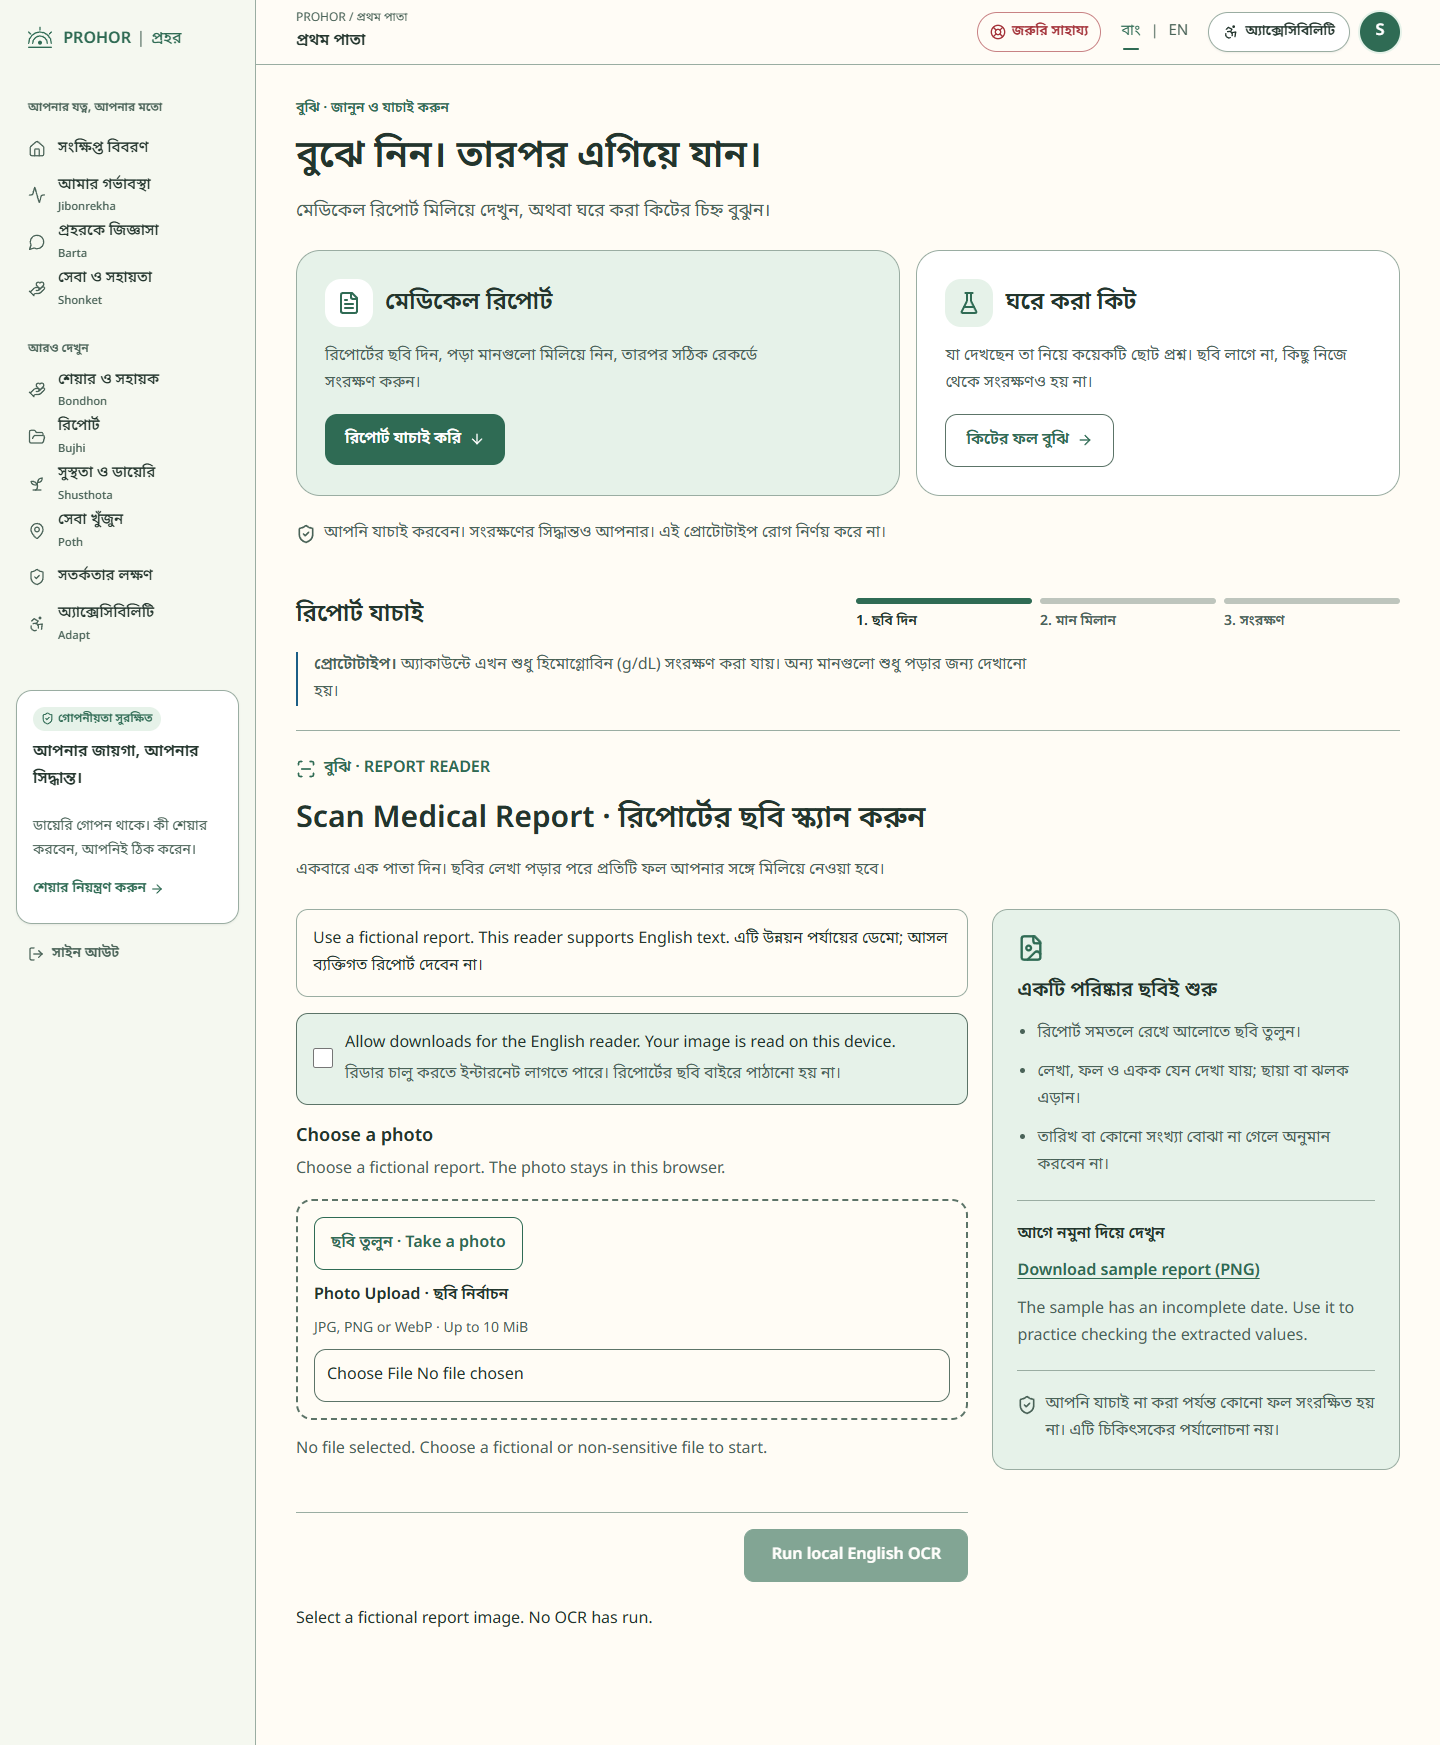 PROHOR | প্রহর
আপনার যত্ন, আপনার মতো
সংক্ষিপ্ত বিবরণ
আমার গর্ভাবস্থা
Jibonrekha
প্রহরকে জিজ্ঞাসা
Barta
সেবা ও সহায়তা
Shonket
আরও দেখুন
শেয়ার ও সহায়ক
Bondhon
রিপোর্ট
Bujhi
সুস্থতা ও ডায়েরি
Shusthota
সেবা খুঁজুন
Poth
সতর্কতার লক্ষণ
অ্যাক্সেসিবিলিটি
Adapt
গোপনীয়তা সুরক্ষিত
আপনার জায়গা, আপনার
সিদ্ধান্ত।
ডায়েরি গোপন থাকে। কী শেয়ার
করবেন, আপনিই ঠিক করেন।
শেয়ার নিয়ন্ত্রণ করুন →
সাইন আউট
PROHOR / প্রথম পাতা
প্রথম পাতা
জরুরি সাহায্য
বাং | EN
অ্যাক্সেসিবিলিটি
S
বুঝি · জানুন ও যাচাই করুন
বুঝে নিন। তারপর এগিয়ে যান।
মেডিকেল রিপোর্ট মিলিয়ে দেখুন, অথবা ঘরে করা কিটের চিহ্ন বুঝুন।
মেডিকেল রিপোর্ট
রিপোর্টের ছবি দিন, পড়া মানগুলো মিলিয়ে নিন, তারপর সঠিক রেকর্ডে
সংরক্ষণ করুন।
রিপোর্ট যাচাই করি ↓
ঘরে করা কিট
যা দেখছেন তা নিয়ে কয়েকটি ছোট প্রশ্ন। ছবি লাগে না, কিছু নিজে
থেকে সংরক্ষণও হয় না।
কিটের ফল বুঝি →
আপনি যাচাই করবেন। সংরক্ষণের সিদ্ধান্তও আপনার। এই প্রোটোটাইপ রোগ নির্ণয় করে না।
রিপোর্ট যাচাই
1. ছবি দিন
2. মান মিলান
3. সংরক্ষণ
প্রোটোটাইপ। অ্যাকাউন্টে এখন শুধু হিমোগ্লোবিন (g/dL) সংরক্ষণ করা যায়। অন্য মানগুলো শুধু পড়ার জন্য দেখানো
হয়।
বুঝি · REPORT READER
Scan Medical Report · রিপোর্টের ছবি স্ক্যান করুন
একবারে এক পাতা দিন। ছবির লেখা পড়ার পরে প্রতিটি ফল আপনার সঙ্গে মিলিয়ে নেওয়া হবে।
Use a fictional report. This reader supports English text. এটি উন্নয়ন পর্যায়ের ডেমো; আসল
ব্যক্তিগত রিপোর্ট দেবেন না।
Allow downloads for the English reader. Your image is read on this device.
রিডার চালু করতে ইন্টারনেট লাগতে পারে। রিপোর্টের ছবি বাইরে পাঠানো হয় না।
Choose a photo
Choose a fictional report. The photo stays in this browser.
ছবি তুলুন · Take a photo
Photo Upload · ছবি নির্বাচন
JPG, PNG or WebP · Up to 10 MiB
Choose File No file chosen
No file selected. Choose a fictional or non-sensitive file to start.
Run local English OCR
Select a fictional report image. No OCR has run.
একটি পরিষ্কার ছবিই শুরু
• রিপোর্ট সমতলে রেখে আলোতে ছবি তুলুন।
• লেখা, ফল ও একক যেন দেখা যায়; ছায়া বা ঝলক
এড়ান।
• তারিখ বা কোনো সংখ্যা বোঝা না গেলে অনুমান
করবেন না।
আগে নমুনা দিয়ে দেখুন
Download sample report (PNG)
The sample has an incomplete date. Use it to
practice checking the extracted values.
আপনি যাচাই না করা পর্যন্ত কোনো ফল সংরক্ষিত হয়
না। এটি চিকিৎসকের পর্যালোচনা নয়।